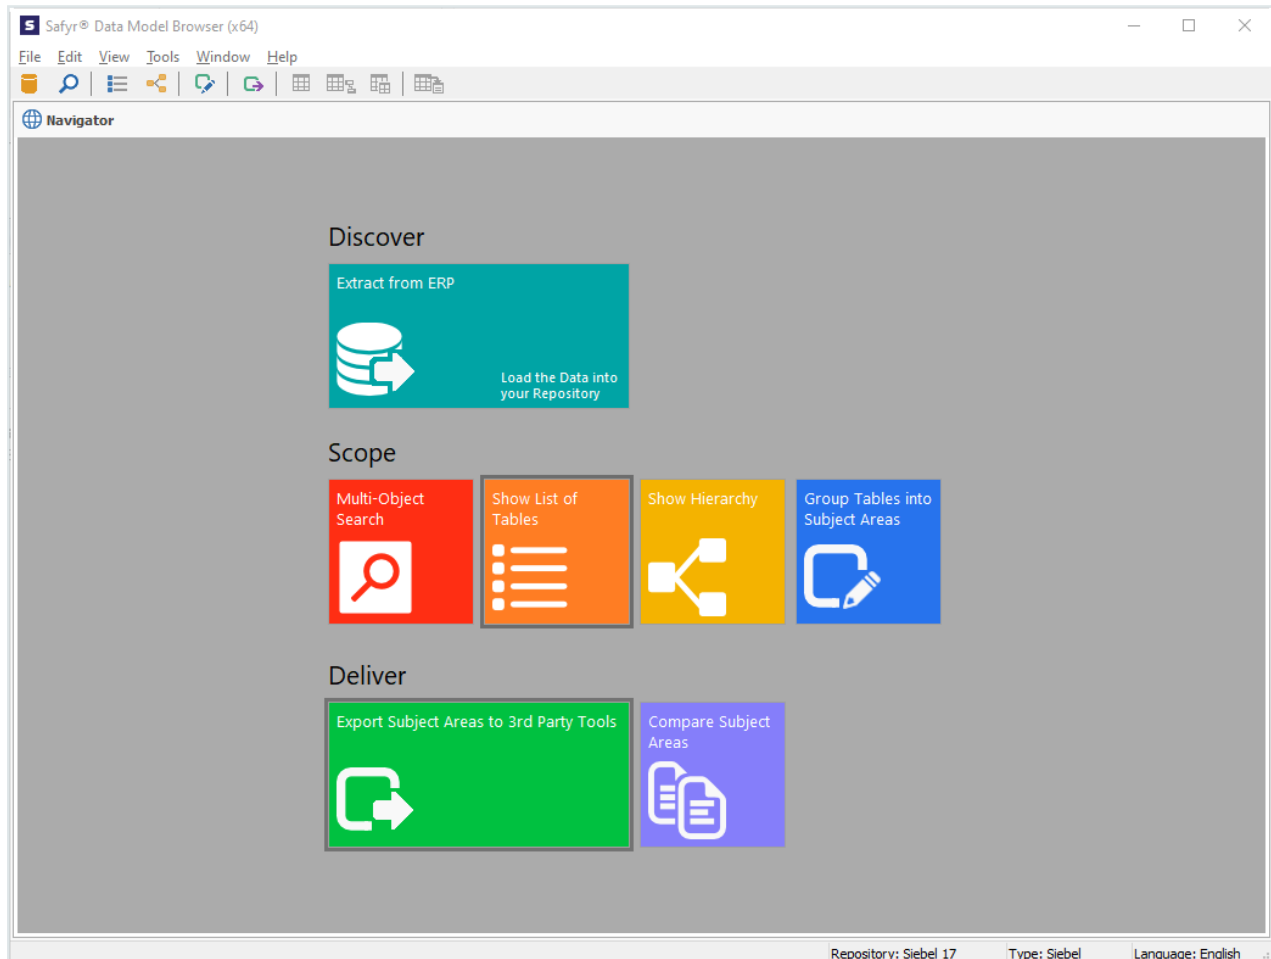 S Safyr® Data Model Browser (x64)
File Edit View Tools Window Help
Navigator
Discover
Extract from ERP
Load the Data into
your Repository
Scope
Multi-Object
Search
Show List of
Tables
Show Hierarchy
Group Tables into
Subject Areas
Deliver
Export Subject Areas to 3rd Party Tools
Compare Subject
Areas
Repository: Siebel 17 Type: Siebel Language: English